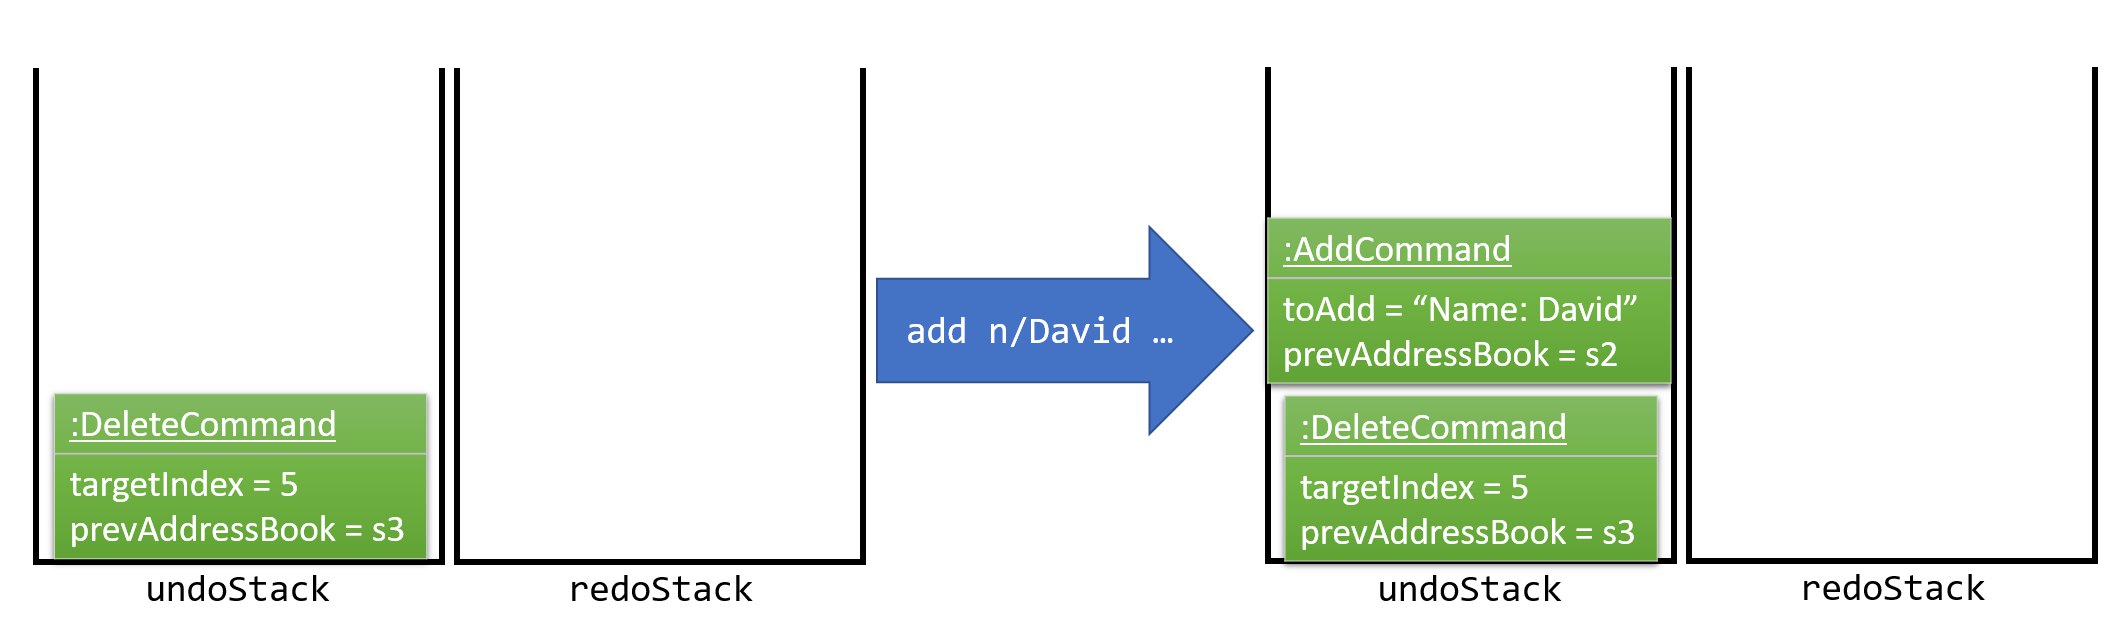 :DeleteCommand
targetIndex = 5
prevAddressBook = s3
undoStack
redoStack
add n/David …
:AddCommand
toAdd = “Name: David”
prevAddressBook = s2
:DeleteCommand
targetIndex = 5
prevAddressBook = s3
undoStack
redoStack